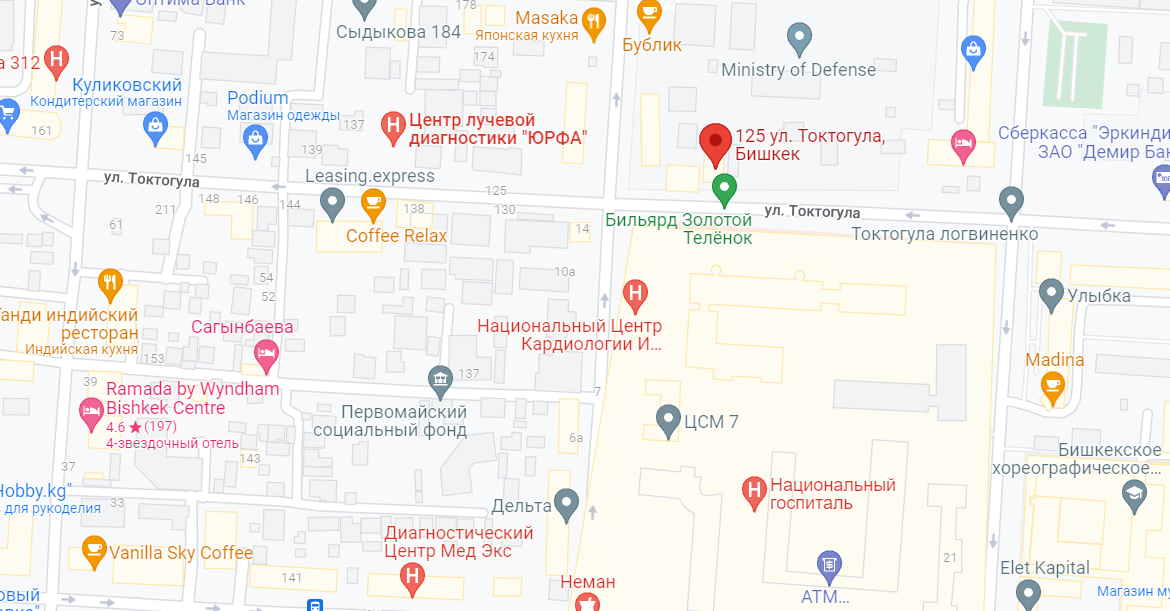 Оптима Банк
178
Masaka
Японская кухня
Бублик
Сыдыкова 184
73
174
Ministry of Defense
а 312
Куликовский
Кондитерский магазин
Podium
Магазин одежды
161
137
Центр лучевой
диагностики "ЮРФА"
125 ул. Токтогула,
Бишкек
Сберкасса "Эркинди
ЗАО "Демир Бан
139
145
ул. Токтогула
Leasing.express
125
148
146
144
211
138
130
61
Coffee Relax
14
Бильярд Золотой
Телёнок
ул. Токтогула
Токтогула логвиненко
54
52
10а
Улыбка
Ганди индийский
ресторан
Индийская кухня
Сагынбаева
Национальный Центр
Кардиологии И...
153
137
7
Madina
39
Ramada by Wyndham
Bishkek Centre
4.6 ★ (197)
4-звездочный отель
Первомайский
социальный фонд
ЦСМ 7
6а
143
37
Бишкекское
хореографическое...
Hobby.kg"
для рукоделия
33
Дельта
Национальный
госпиталь
Диагностический
Центр Мед Экс
Vanilla Sky Coffee
21
141
Неман
ATM...
Elet Kapital
Магазин му